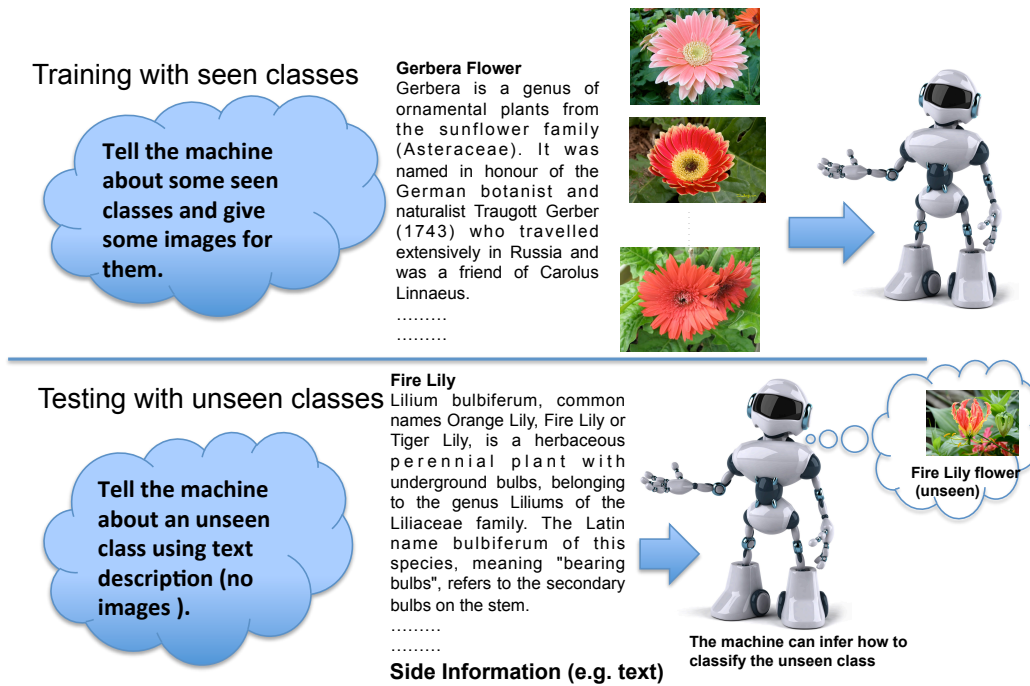 Training with seen classes
Tell the machine
about some seen
classes and give
some images for
them.
Gerbera Flower
Gerbera is a genus of
ornamental plants from
the sunflower family
(Asteraceae). It was
named in honour of the
German botanist and
naturalist Traugott Gerber
(1743) who travelled
extensively in Russia and
was a friend of Carolus
Linnaeus.
………
………
Testing with unseen classes
Tell the machine
about an unseen
class using text
description (no
images ).
Fire Lily
Lilium bulbiferum, common
names Orange Lily, Fire Lily or
Tiger Lily, is a herbaceous
perennial plant with
underground bulbs, belonging
to the genus Liliums of the
Liliaceae family. The Latin
name bulbiferum of this
species, meaning "bearing
bulbs", refers to the secondary
bulbs on the stem.
………
………
Side Information (e.g. text)
Fire Lily flower
(unseen)
The machine can infer how to
classify the unseen class